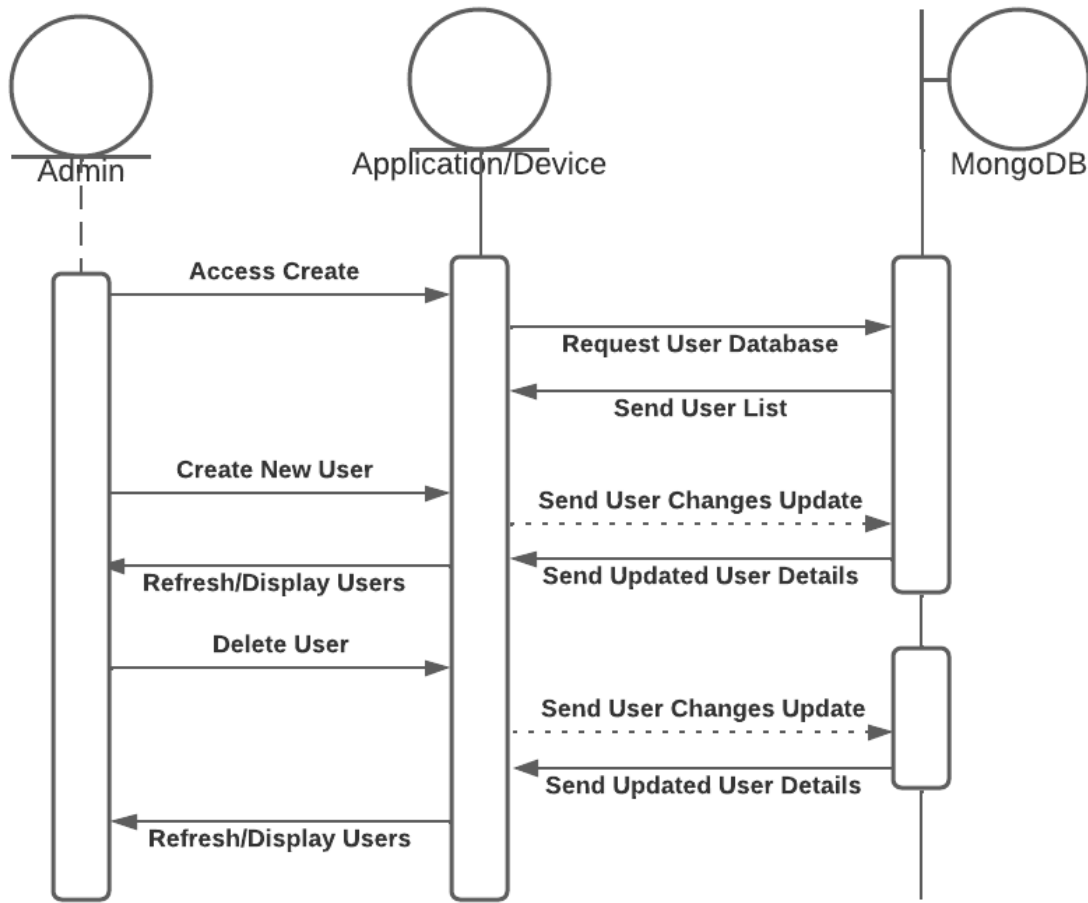 Admin
Application/Device
MongoDB
Access Create
Request User Database
Send User List
Create New User
Send User Changes Update
Send Updated User Details
Refresh/Display Users
Delete User
Send User Changes Update
Send Updated User Details
Refresh/Display Users